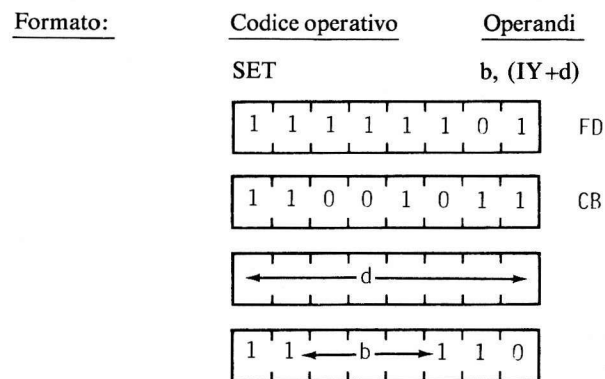 Formato: Codice operativo Operandi
SET b, (IY+d)
1 1 1 1 1 1 0 1 FD
1 1 0 0 1 0 1 1 CB
d
1 1 b 1 1 0